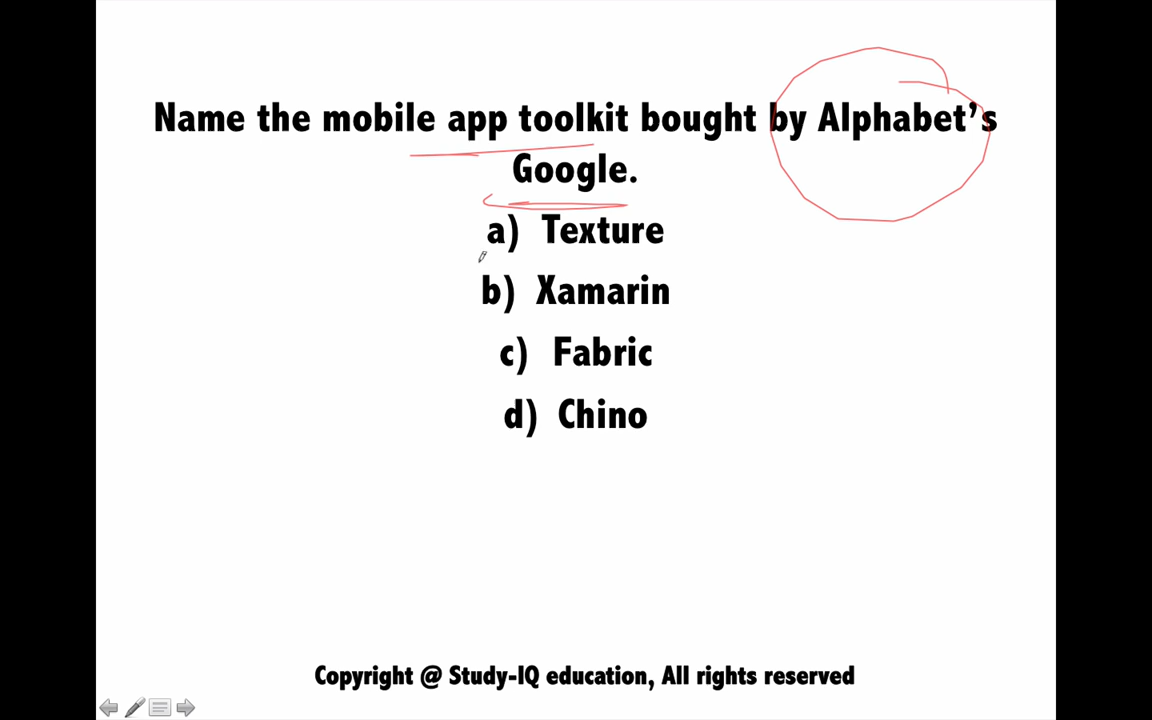 Name the mobile app toolkit bought by Alphabet’s
Google.
a) Texture
b) Xamarin
c) Fabric
d) Chino
Copyright @ Study-IQ education, All rights reserved